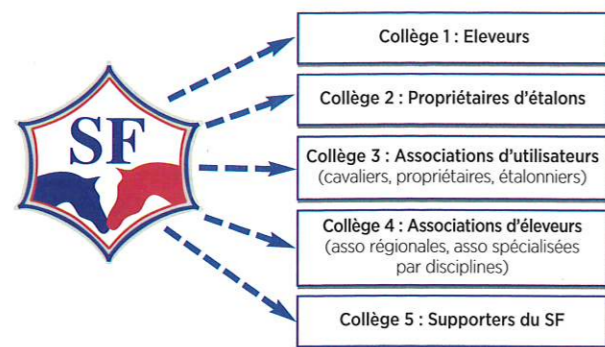 SF
Collège 1 : Eleveurs
Collège 2 : Propriétaires d'étalons
Collège 3 : Associations d'utilisateurs
(cavaliers, propriétaires, étalonniers)
Collège 4 : Associations d'éleveurs
(asso régionales, asso spécialisées
par disciplines)
Collège 5 : Supporters du SF